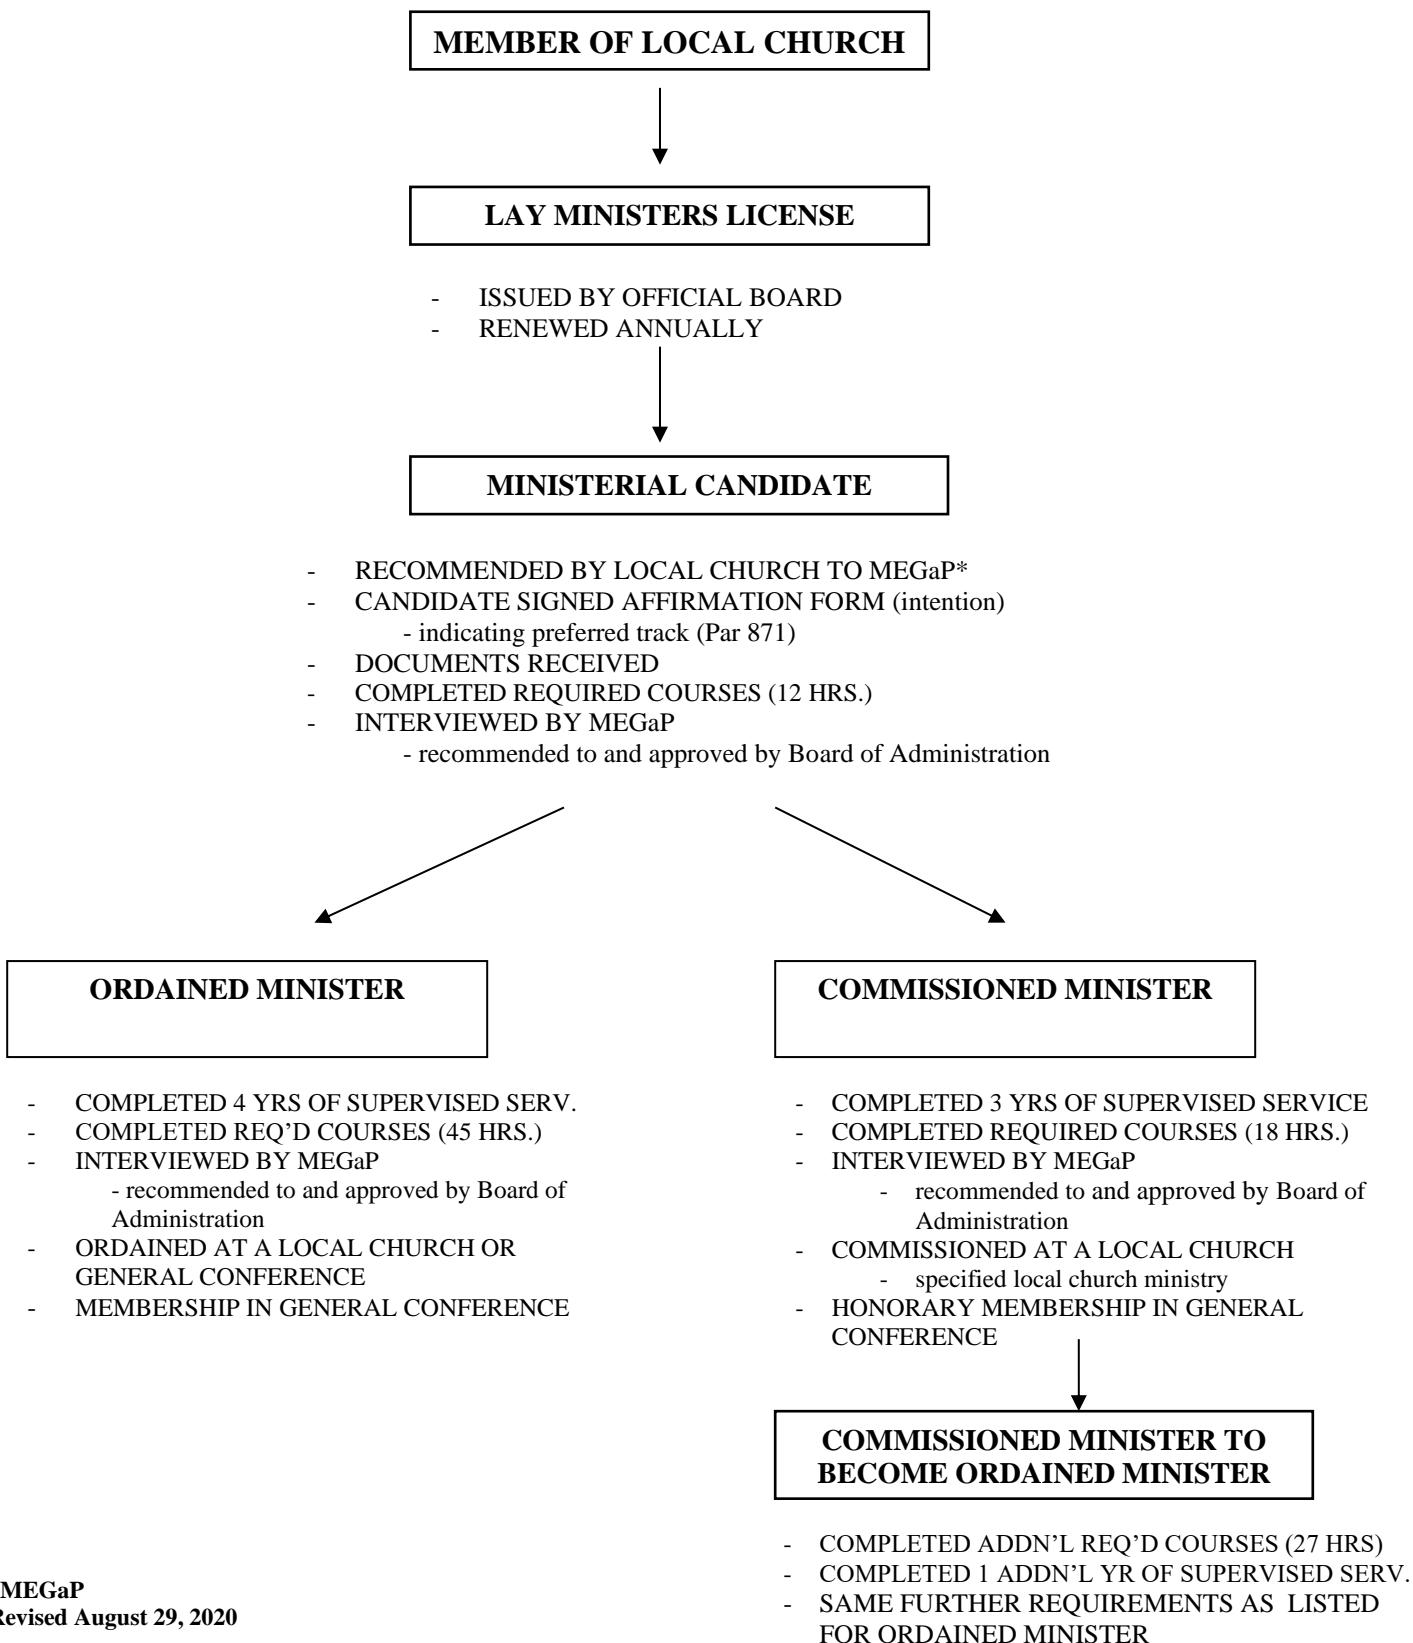 MEMBER OF LOCAL CHURCH
LAY MINISTERS LICENSE
- ISSUED BY OFFICIAL BOARD
- RENEWED ANNUALLY
MINISTERIAL CANDIDATE
- RECOMMENDED BY LOCAL CHURCH TO MEGaP*
- CANDIDATE SIGNED AFFIRMATION FORM (intention)
- indicating preferred track (Par 871)
- DOCUMENTS RECEIVED
- COMPLETED REQUIRED COURSES (12 HRS.)
- INTERVIEWED BY MEGaP
- recommended to and approved by Board of Administration
ORDAINED MINISTER
- COMPLETED 4 YRS OF SUPERVISED SERV.
- COMPLETED REQ’D COURSES (45 HRS.)
- INTERVIEWED BY MEGaP
- recommended to and approved by Board of
Administration
- ORDAINED AT A LOCAL CHURCH OR
GENERAL CONFERENCE
- MEMBERSHIP IN GENERAL CONFERENCE
COMMISSIONED MINISTER
- COMPLETED 3 YRS OF SUPERVISED SERVICE
- COMPLETED REQUIRED COURSES (18 HRS.)
- INTERVIEWED BY MEGaP
- recommended to and approved by Board of
Administration
- COMMISSIONED AT A LOCAL CHURCH
- specified local church ministry
- HONORARY MEMBERSHIP IN GENERAL
CONFERENCE
COMMISSIONED MINISTER TO
BECOME ORDAINED MINISTER
- COMPLETED ADDN’L REQ’D COURSES (27 HRS)
- COMPLETED 1 ADDN’L YR OF SUPERVISED SERV.
- SAME FURTHER REQUIREMENTS AS LISTED
FOR ORDAINED MINISTER
MEGaP
Revised August 29, 2020